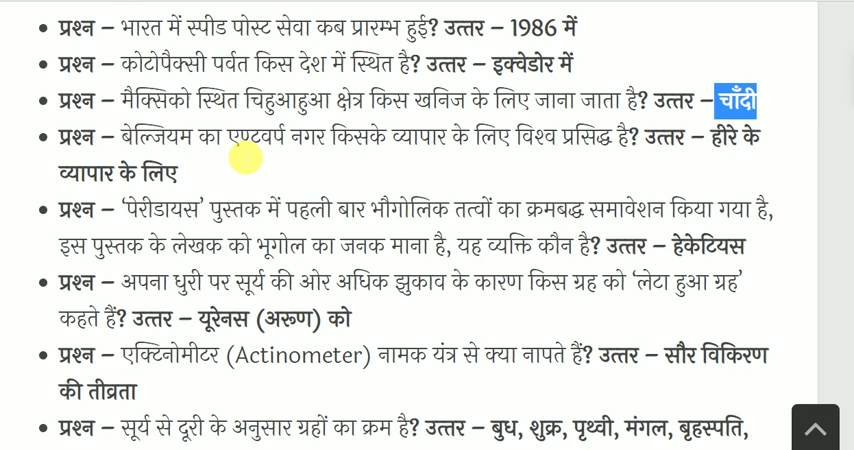 • प्रश्न – भारत में स्पीड पोस्ट सेवा कब प्रारम्भ हुई? उत्तर – 1986 में
• प्रश्न – कोटोपैक्सी पर्वत किस देश में स्थित है? उत्तर – इक्वेडोर में
• प्रश्न – मैक्सिको स्थित चिहुआहुआ क्षेत्र किस खनिज के लिए जाना जाता है? उत्तर – चाँदी
• प्रश्न – बेल्जियम का एण्टवर्प नगर किसके व्यापार के लिए विश्व प्रसिद्ध है? उत्तर – हीरे के
व्यापार के लिए
• प्रश्न – ‘पेरीडायस’ पुस्तक में पहली बार भौगोलिक तत्वों का क्रमबद्ध समावेशन किया गया है,
इस पुस्तक के लेखक को भूगोल का जनक माना है, यह व्यक्ति कौन है? उत्तर – हेकेटियस
• प्रश्न – अपना धुरी पर सूर्य की ओर अधिक झुकाव के कारण किस ग्रह को ‘लेटा हुआ ग्रह’
कहते हैं? उत्तर – यूरेनस (अरूण) को
• प्रश्न – एक्टिनोमीटर (Actinometer) नामक यंत्र से क्या नापते हैं? उत्तर – सौर विकिरण
की तीव्रता
• प्रश्न – सूर्य से दूरी के अनुसार ग्रहों का क्रम है? उत्तर – बुध, शुक्र, पृथ्वी, मंगल, बृहस्पति,